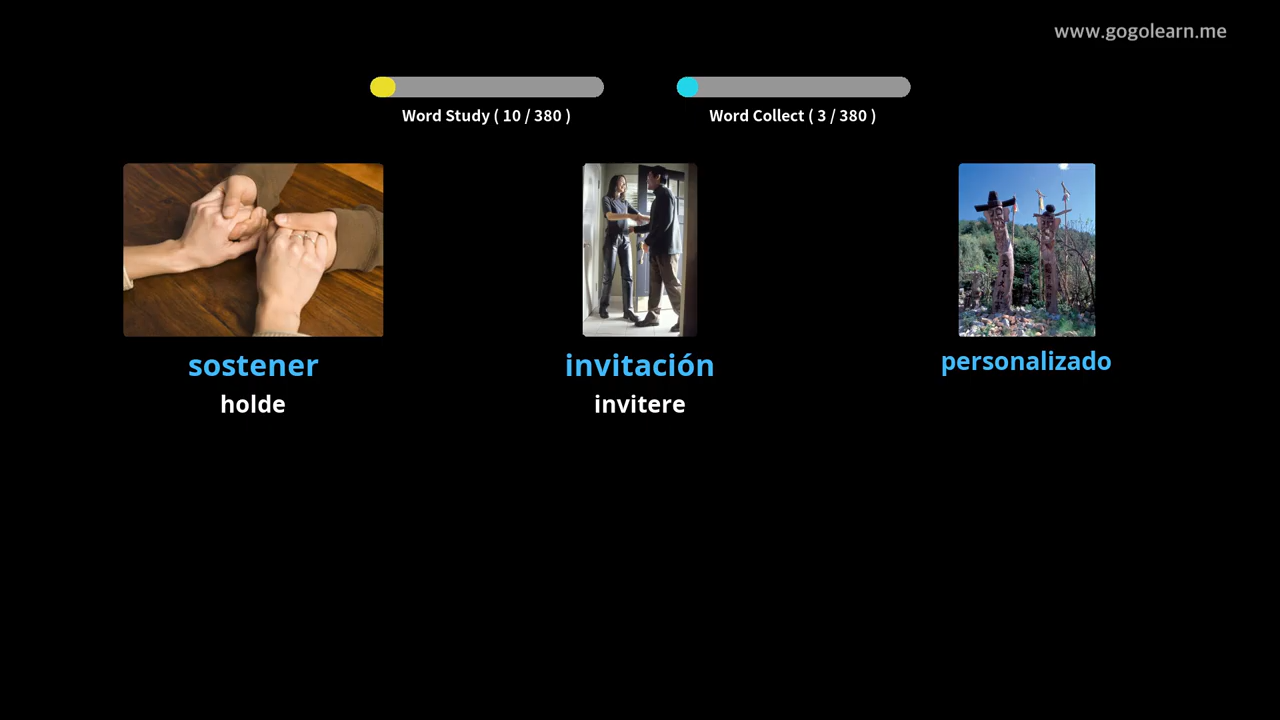 www.gogolearn.me
Word Study ( 10 / 380 )
Word Collect ( 3 / 380 )
sostener
invitación
personalizado
holde
invitere